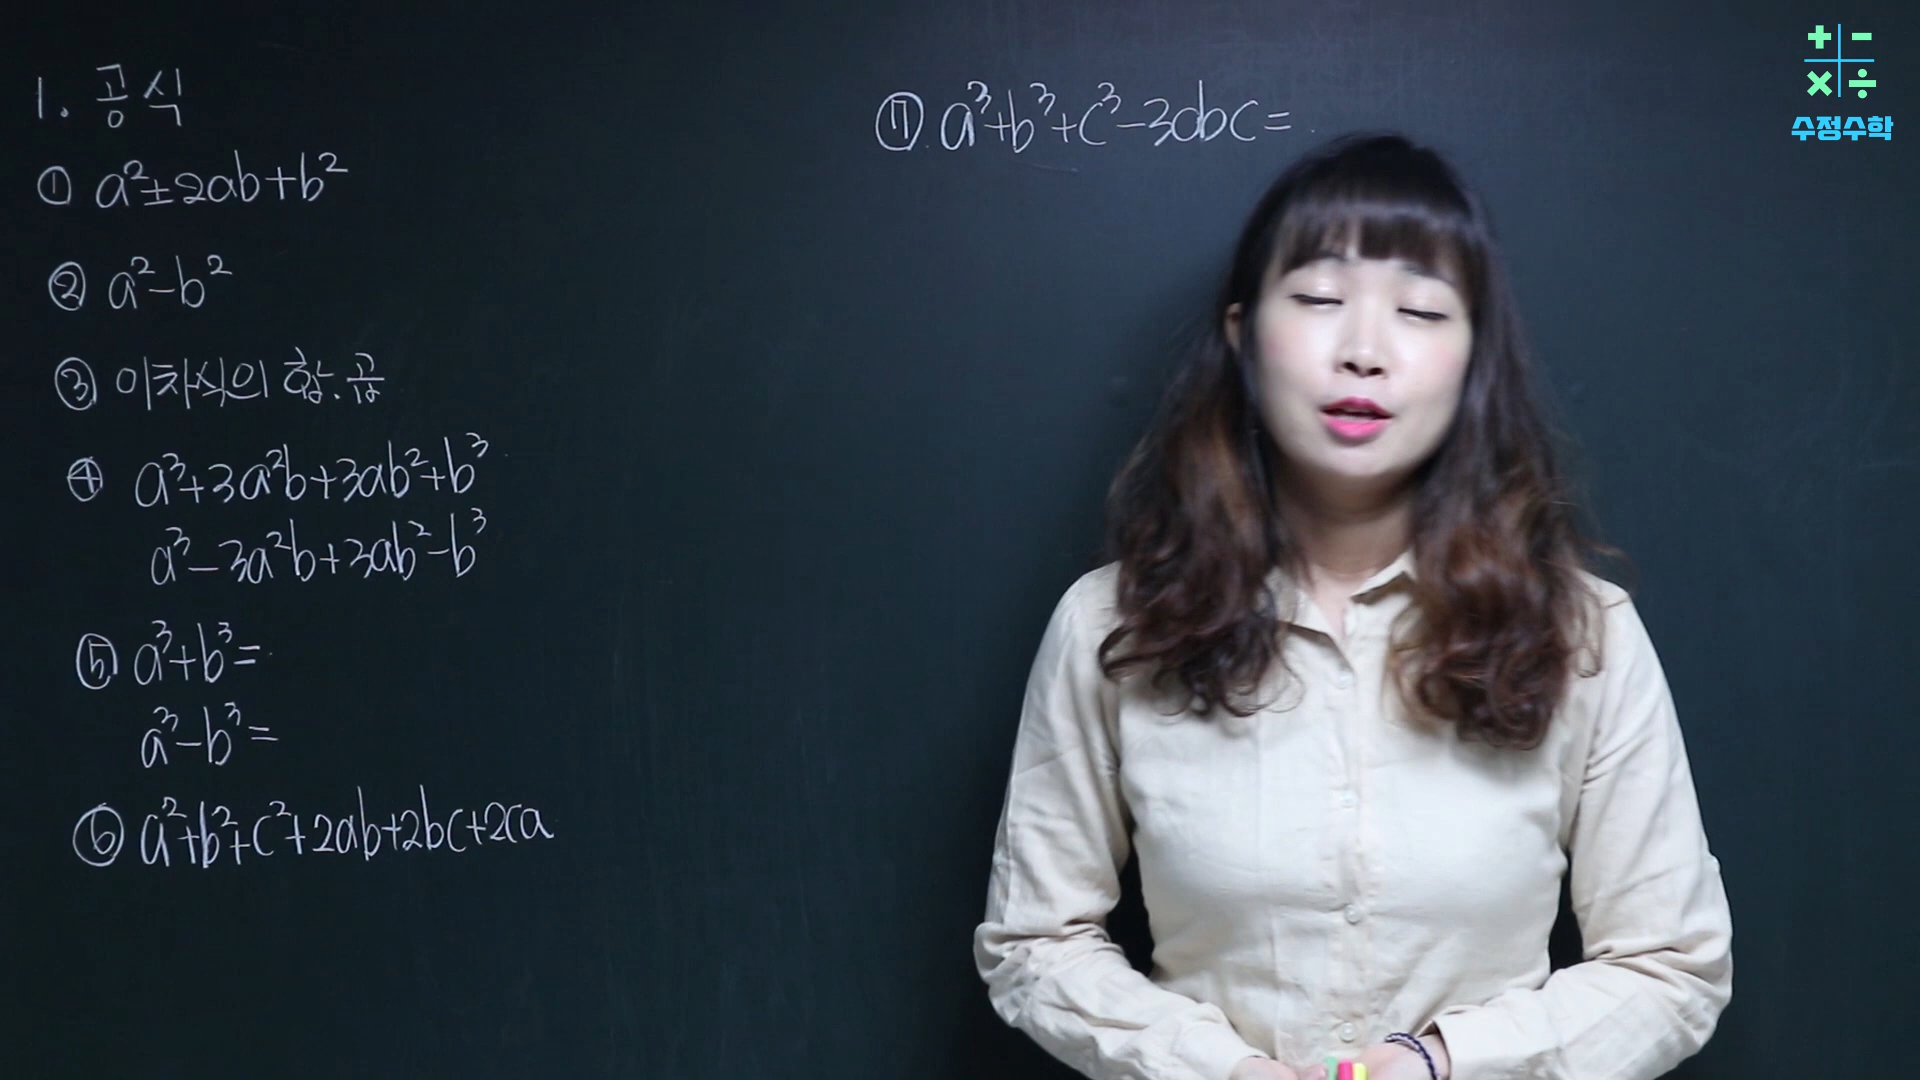 1. 공식
① a²±2ab+b²
② a²-b²
③ 이차식의 합.곱
④ a³+3a²b+3ab²+b³
a³-3a²b+3ab²-b³
⑤ a³+b³=
a³-b³=
⑥ a²+b²+c²+2ab+2bc+2ca
⑦ a³+b³+c³-3abc=
+ -
× ÷
수정수학